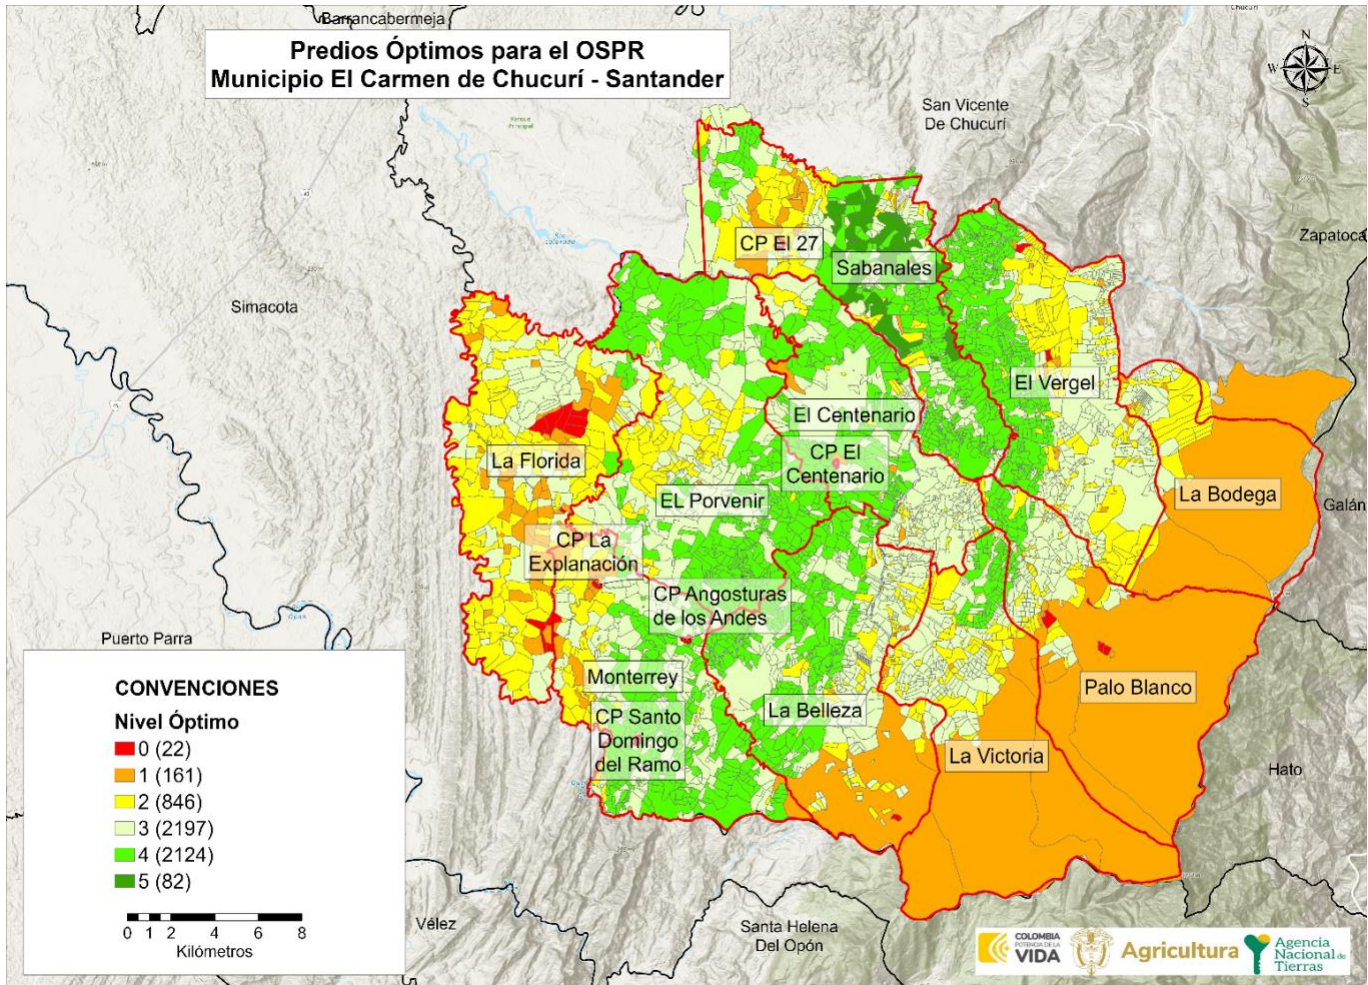 Barrancabermeja
Chucurí
Predios Óptimos para el OSPR
Municipio El Carmen de Chucurí - Santander
N
W
E
S
San Vicente
De Chucurí
Zapatoca
CP El 27
Sabanales
Simacota
El Vergel
El Centenario
CP El
Centenario
La Florida
EL Porvenir
La Bodega
Galán
CP La
Explanación
CP Angosturas
de los Andes
Puerto Parra
Monterrey
Palo Blanco
La Belleza
CP Santo
Domingo
del Ramo
La Victoria
Hato
CONVENCIONES
Nivel Óptimo
0 (22)
1 (161)
2 (846)
3 (2197)
4 (2124)
5 (82)
0 1 2 4 6 8
Kilómetros
Vélez
Santa Helena
Del Opón
COLOMBIA
POTENCIA DE LA
VIDA
Agricultura
Agencia
Nacional de
Tierras